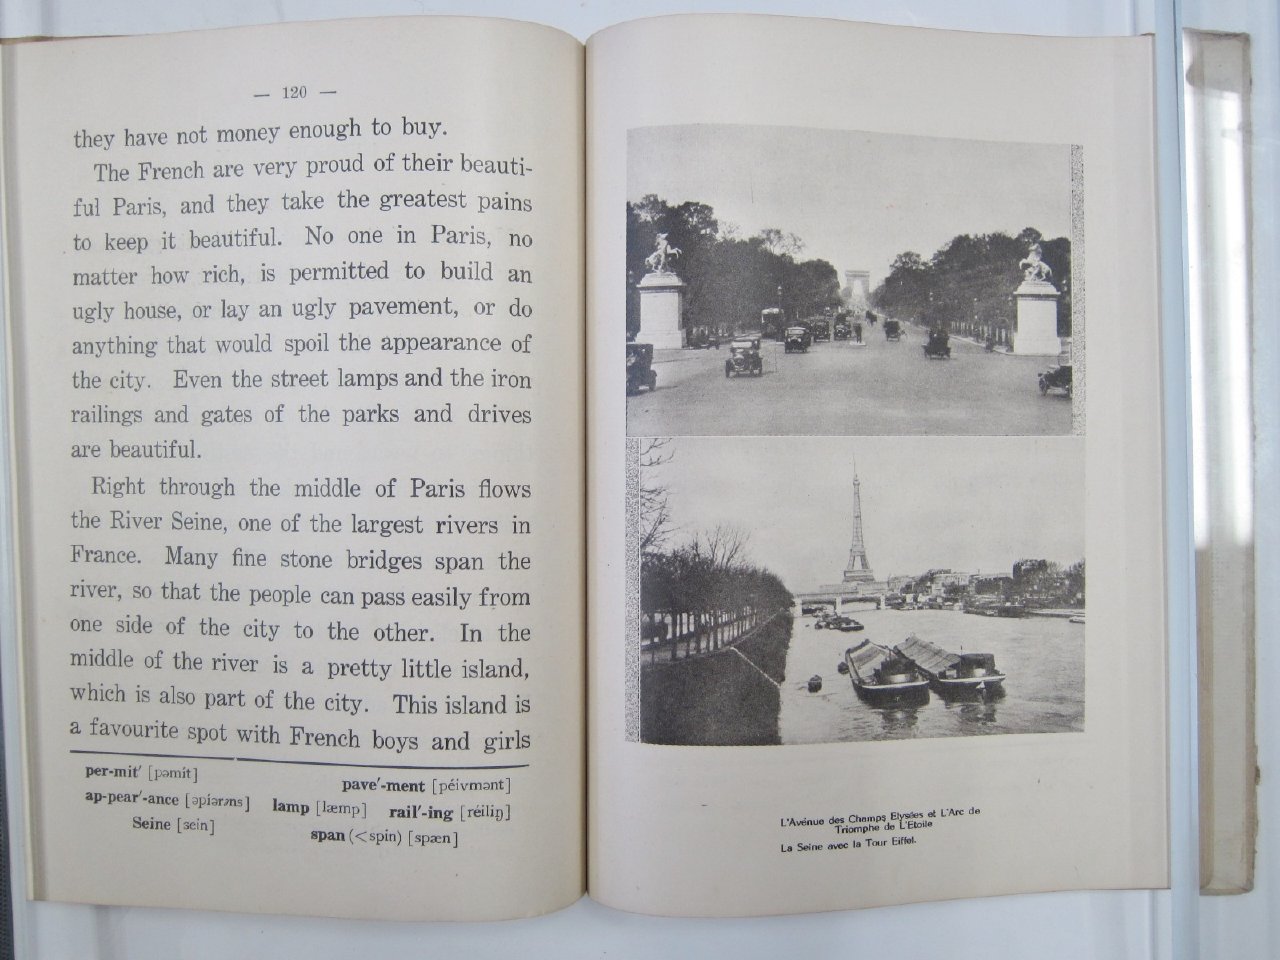 — 120 —
they have not money enough to buy.
The French are very proud of their beauti-
ful Paris, and they take the greatest pains
to keep it beautiful. No one in Paris, no
matter how rich, is permitted to build an
ugly house, or lay an ugly pavement, or do
anything that would spoil the appearance of
the city. Even the street lamps and the iron
railings and gates of the parks and drives
are beautiful.
Right through the middle of Paris flows
the River Seine, one of the largest rivers in
France. Many fine stone bridges span the
river, so that the people can pass easily from
one side of the city to the other. In the
middle of the river is a pretty little island,
which is also part of the city. This island is
a favourite spot with French boys and girls
per-mit′ [pəmít]
pave′-ment [péivmənt]
ap-pear′-ance [əpíərəns] lamp [læmp] rail′-ing [réiliŋ]
Seine [sein]
span (<spin) [spæn]
L'Avénue des Champs Elysées et L'Arc de
Triomphe de L'Etoile
La Seine avec la Tour Eiffel.